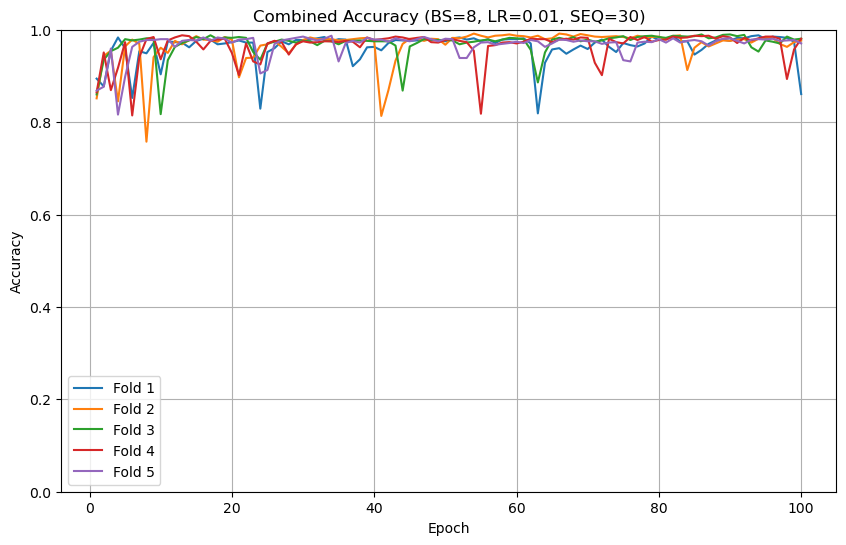 Combined Accuracy (BS=8, LR=0.01, SEQ=30)
1.0
0.8
0.6
0.4
0.2
0.0
Accuracy
Fold 1
Fold 2
Fold 3
Fold 4
Fold 5
0 20 40 60 80 100
Epoch